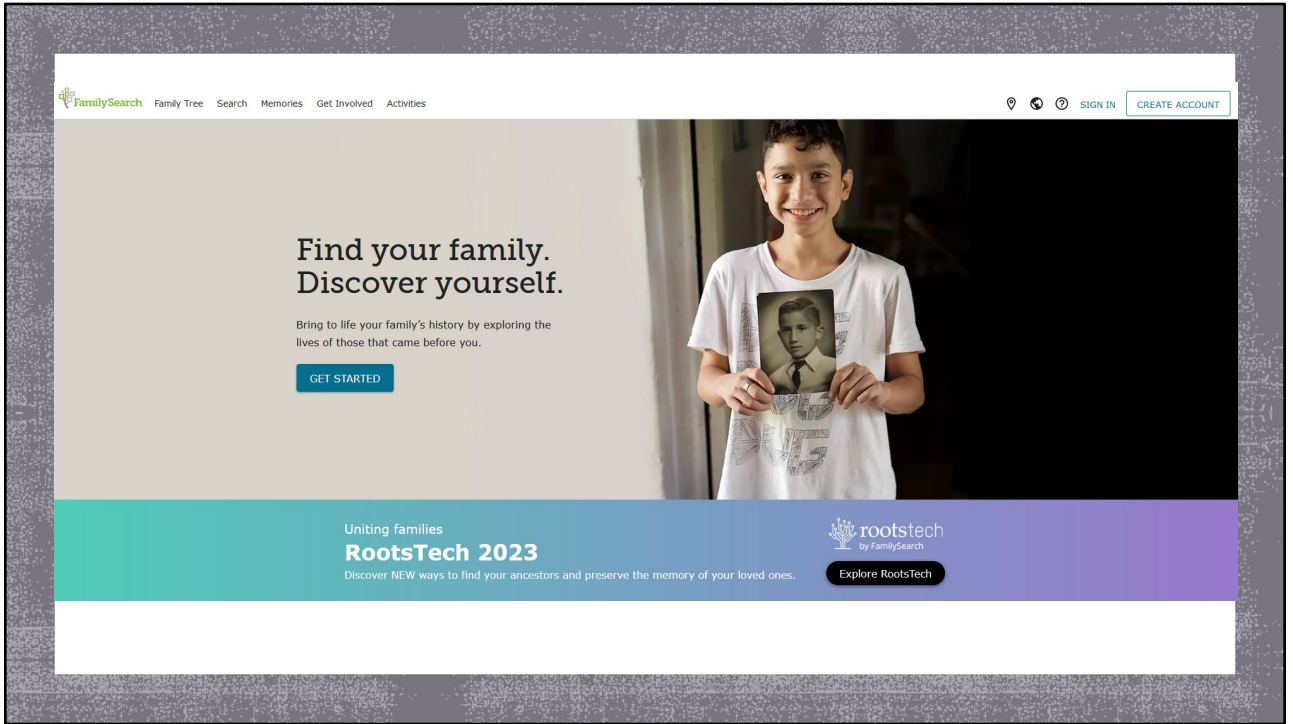 FamilySearch Family Tree Search Memories Get Involved Activities SIGN IN CREATE ACCOUNT
Find your family.
Discover yourself.
Bring to life your family's history by exploring the
lives of those that came before you.
GET STARTED
Uniting families
RootsTech 2023
Discover NEW ways to find your ancestors and preserve the memory of your loved ones.
rootstech
by FamilySearch
Explore RootsTech